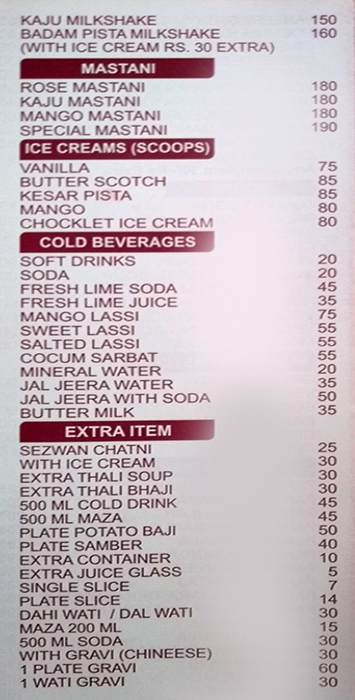 KAJU MILKSHAKE 150
BADAM PISTA MILKSHAKE 160
(WITH ICE CREAM RS. 30 EXTRA)
MASTANI
ROSE MASTANI 180
KAJU MASTANI 180
MANGO MASTANI 180
SPECIAL MASTANI 190
ICE CREAMS (SCOOPS)
VANILLA 75
BUTTER SCOTCH 85
KESAR PISTA 85
MANGO 80
CHOCKLET ICE CREAM 80
COLD BEVERAGES
SOFT DRINKS 20
SODA 20
FRESH LIME SODA 45
FRESH LIME JUICE 35
MANGO LASSI 75
SWEET LASSI 55
SALTED LASSI 55
COCUM SARBAT 55
MINERAL WATER 20
JAL JEERA WATER 35
JAL JEERA WITH SODA 50
BUTTER MILK 35
EXTRA ITEM
SEZWAN CHATNI 25
WITH ICE CREAM 30
EXTRA THALI SOUP 30
EXTRA THALI BHAJI 30
500 ML COLD DRINK 45
500 ML MAZA 45
PLATE POTATO BAJI 50
PLATE SAMBER 40
EXTRA CONTAINER 10
EXTRA JUICE GLASS 5
SINGLE SLICE 7
PLATE SLICE 14
DAHI WATI / DAL WATI 30
MAZA 200 ML 15
500 ML SODA 30
WITH GRAVI (CHINEESE) 30
1 PLATE GRAVI 60
1 WATI GRAVI 30